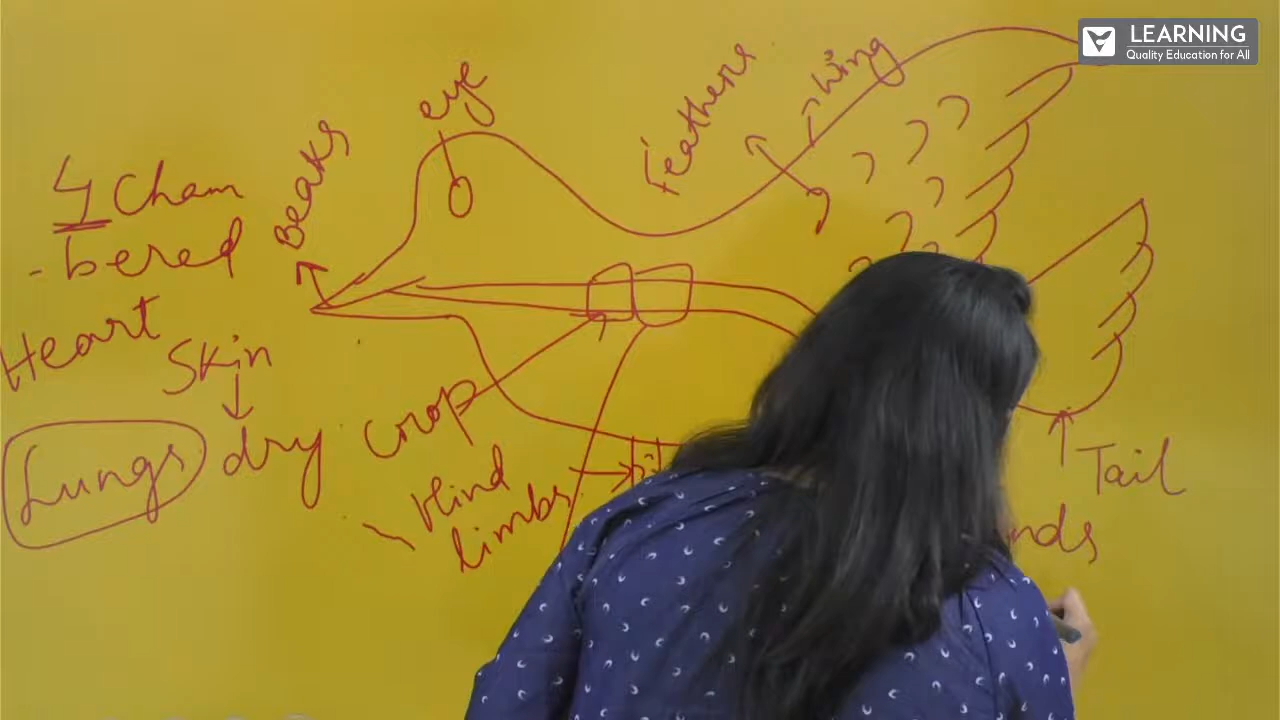 LEARNING
Quality Education for All
eye
Feathers
Wing
Beaks
4 Cham
-bered
Heart
Skin
Lungs
dry
crop
Hind
limbs
Tail